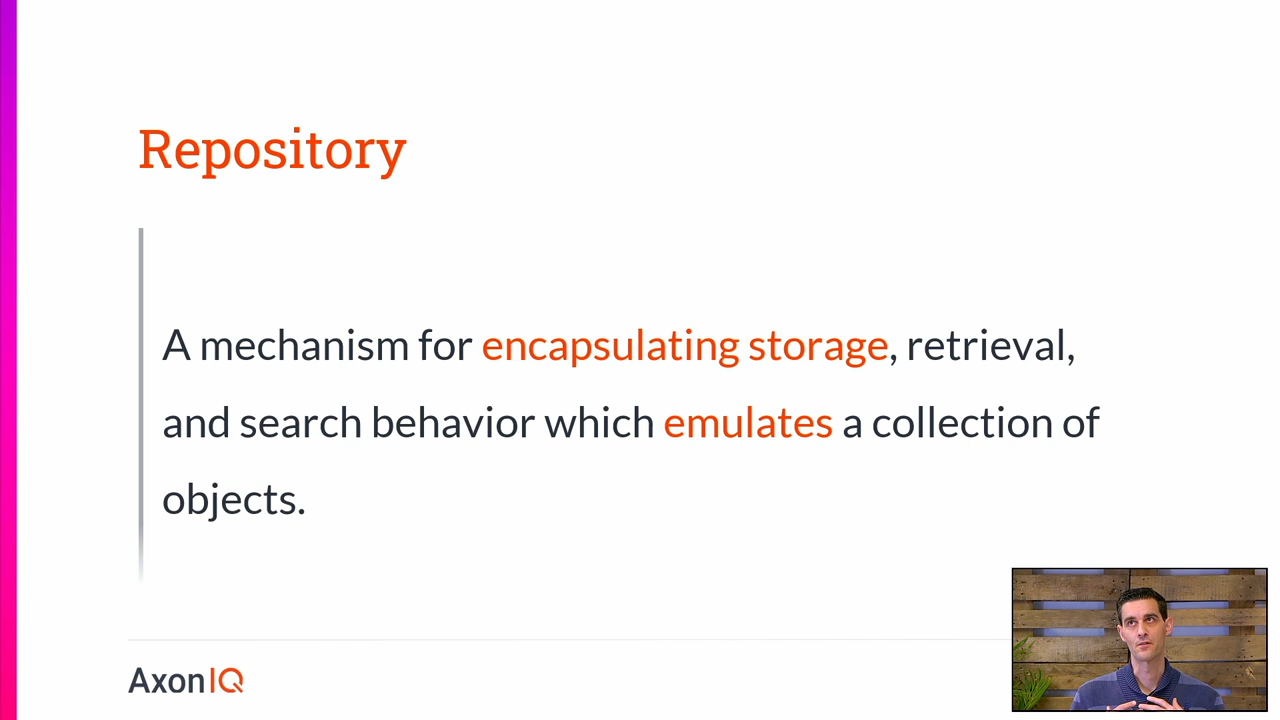 Repository
A mechanism for encapsulating storage, retrieval,
and search behavior which emulates a collection of
objects.
AxonIQ